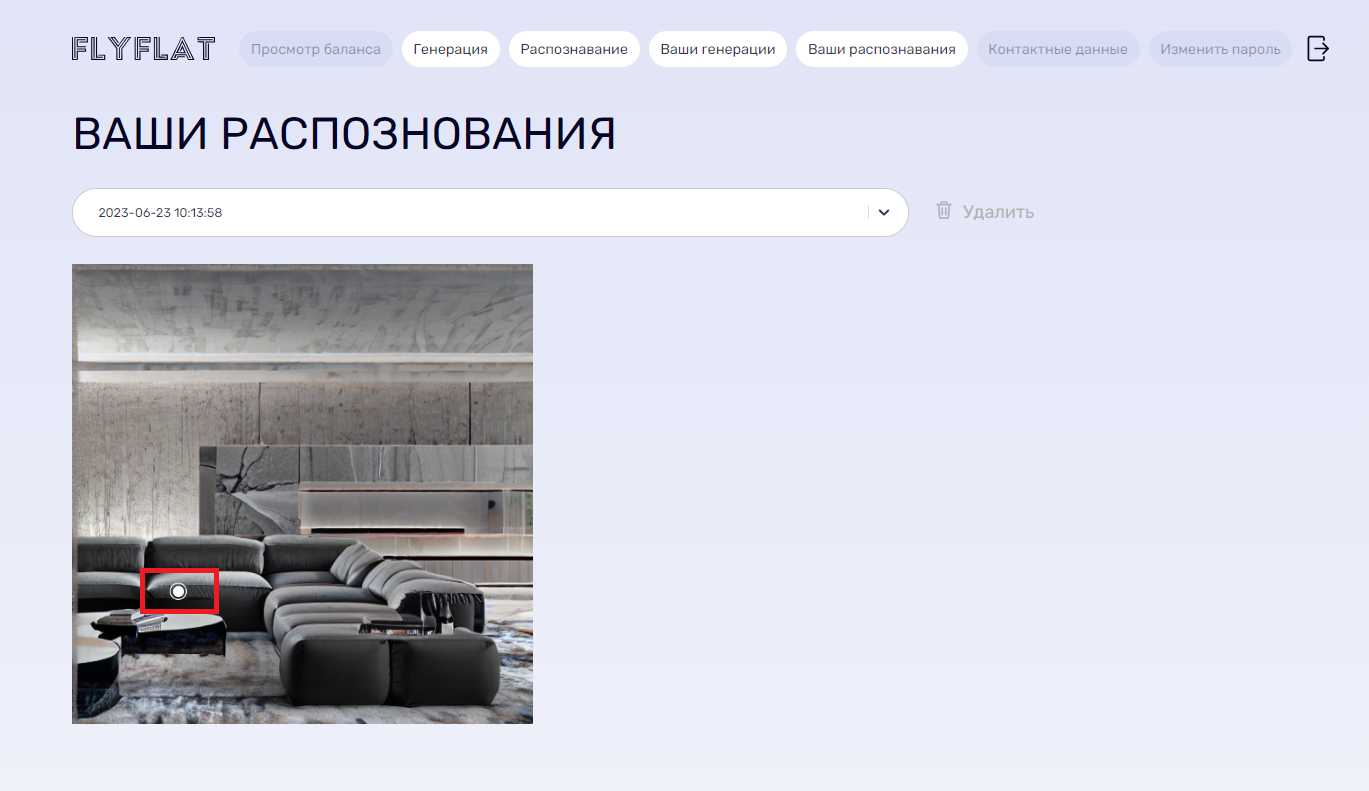 FLYFLAT Просмотр баланса Генерация Распознавание Ваши генерации Ваши распознавания Контактные данные Изменить пароль
ВАШИ РАСПОЗНОВАНИЯ
2023-06-23 10:13:58 Удалить